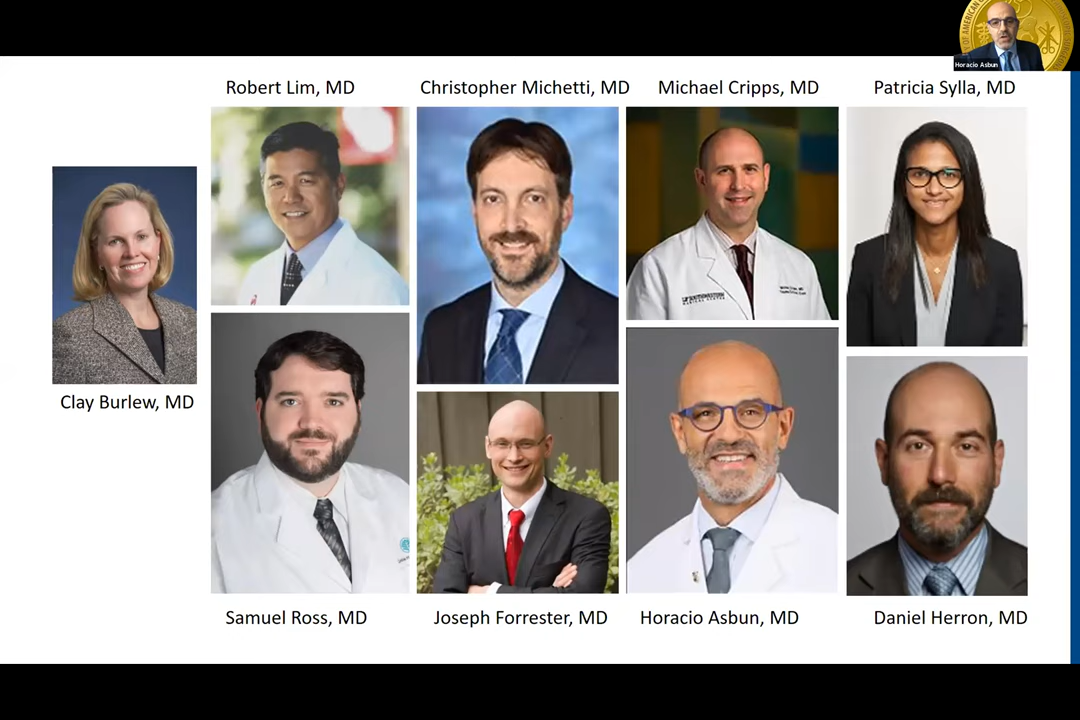 Horacio Asbun
Robert Lim, MD
Christopher Michetti, MD
Michael Cripps, MD
Patricia Sylla, MD
Clay Burlew, MD
Samuel Ross, MD
Joseph Forrester, MD
Horacio Asbun, MD
Daniel Herron, MD